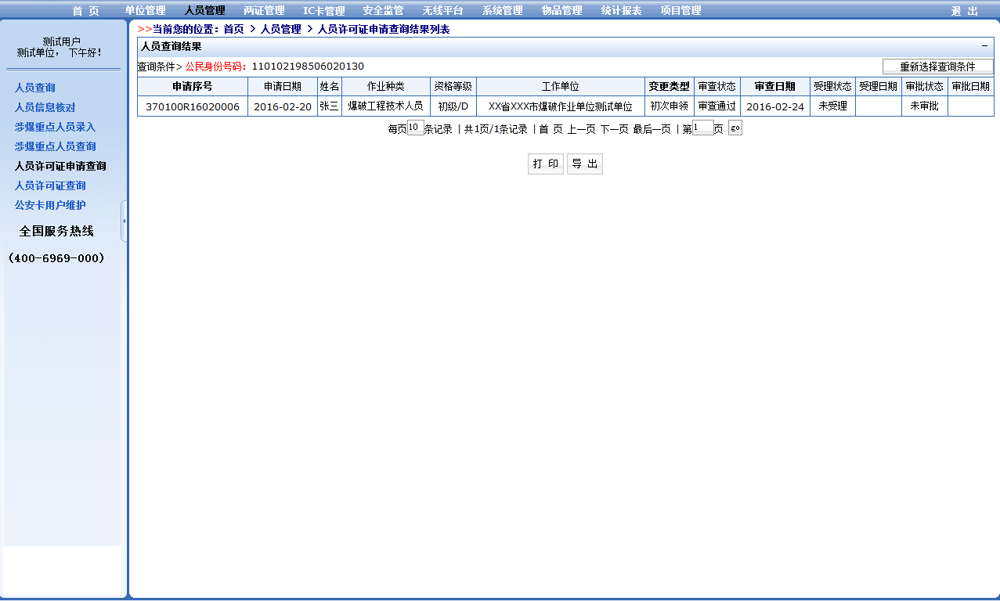 首 页 单位管理 人员管理 两证管理 IC卡管理 安全监管 无线平台 系统管理 物品管理 统计报表 项目管理 退 出
测试用户
测试单位， 下午好！
人员查询
人员信息核对
涉爆重点人员录入
涉爆重点人员查询
人员许可证申请查询
人员许可证查询
公安卡用户维护
全国服务热线
(400-6969-000)
>>当前您的位置：首页 > 人员管理 > 人员许可证申请查询结果列表
人员查询结果 −
查询条件> 公民身份号码：110102198506020130 重新选择查询条件
申请序号 申请日期 姓名 作业种类 资格等级 工作单位 变更类型 审查状态 审查日期 受理状态 受理日期 审批状态 审批日期
370100R16020006 2016-02-20 张三 爆破工程技术人员 初级/D XX省XXX市爆破作业单位测试单位 初次申领 审查通过 2016-02-24 未受理 未审批
每页10条记录 | 共1页/1条记录 | 首 页 上一页 下一页 最后一页 | 第1页 go
打 印 导 出